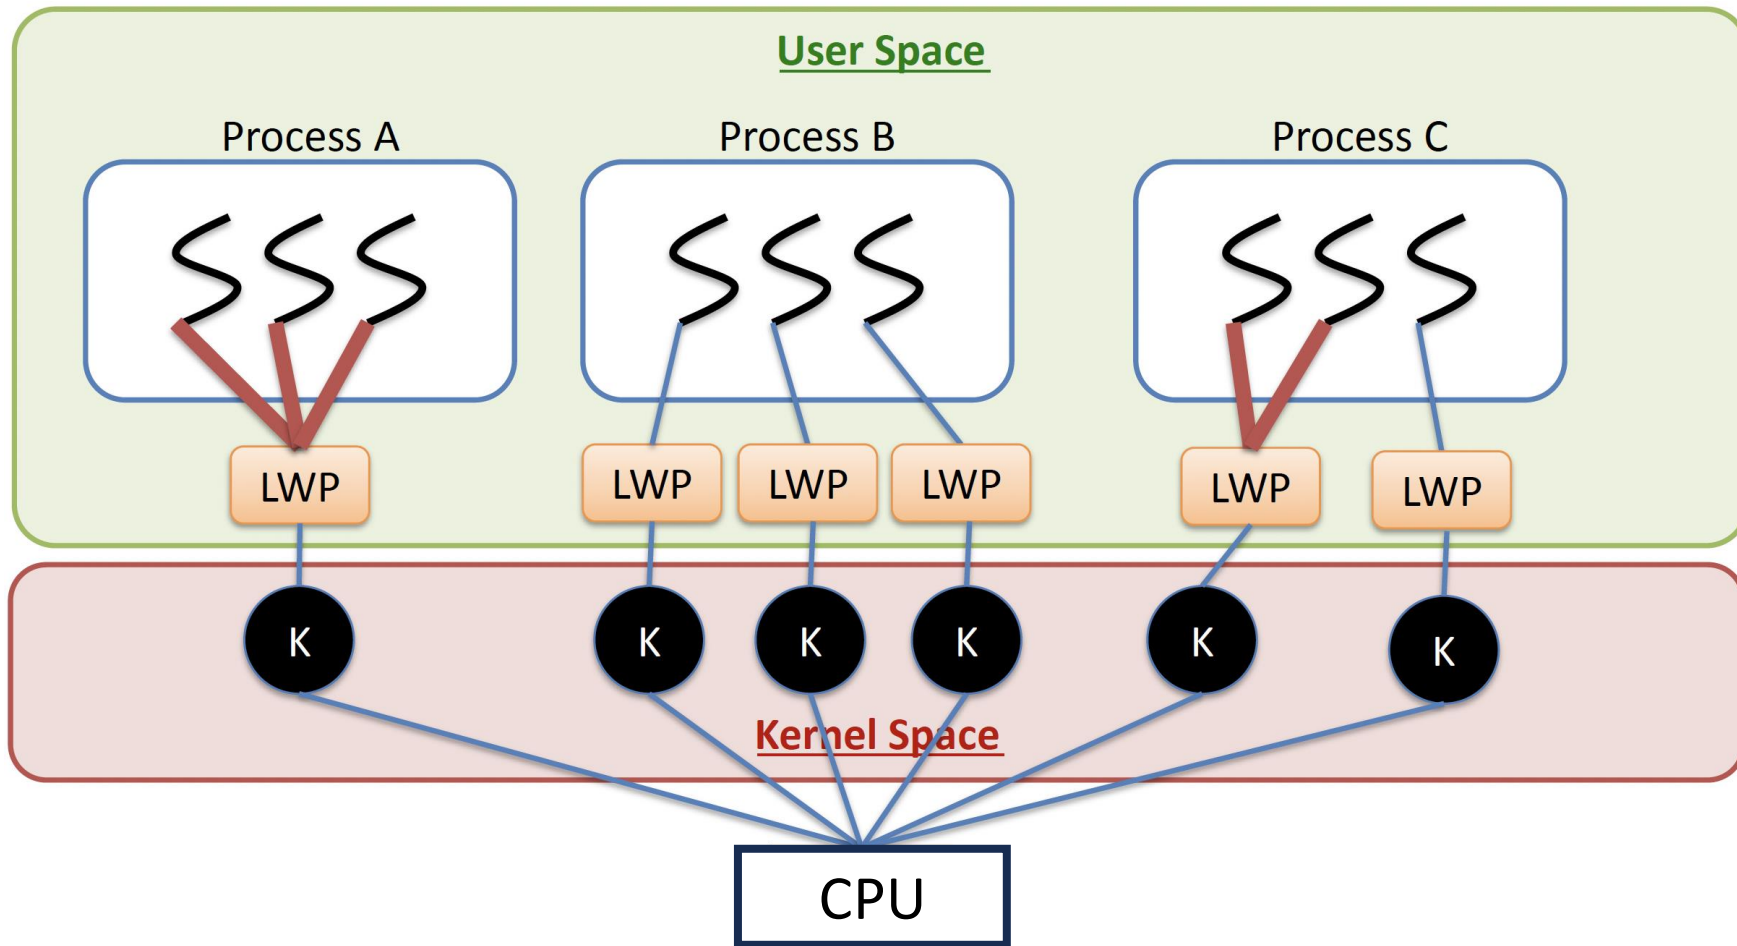 User Space
Process A
Process B
Process C
LWP
LWP
LWP
LWP
LWP
LWP
K
K
K
K
K
K
Kernel Space
CPU